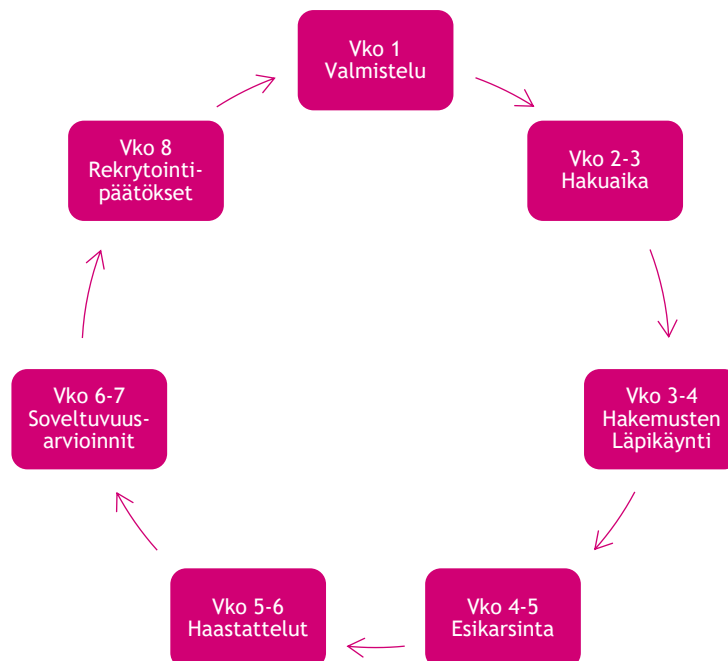 Vko 1
Valmistelu
Vko 2-3
Hakuaika
Vko 3-4
Hakemusten
Läpikäynti
Vko 4-5
Esikarsinta
Vko 5-6
Haastattelut
Vko 6-7
Soveltuvuus-
arvioinnit
Vko 8
Rekrytointi-
päätökset